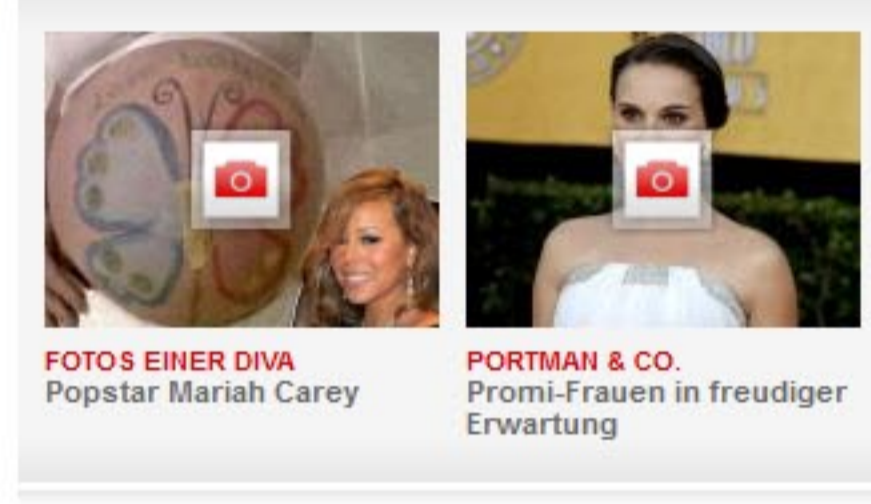 FOTOS EINER DIVA
Popstar Mariah Carey
PORTMAN & CO.
Promi-Frauen in freudiger
Erwartung